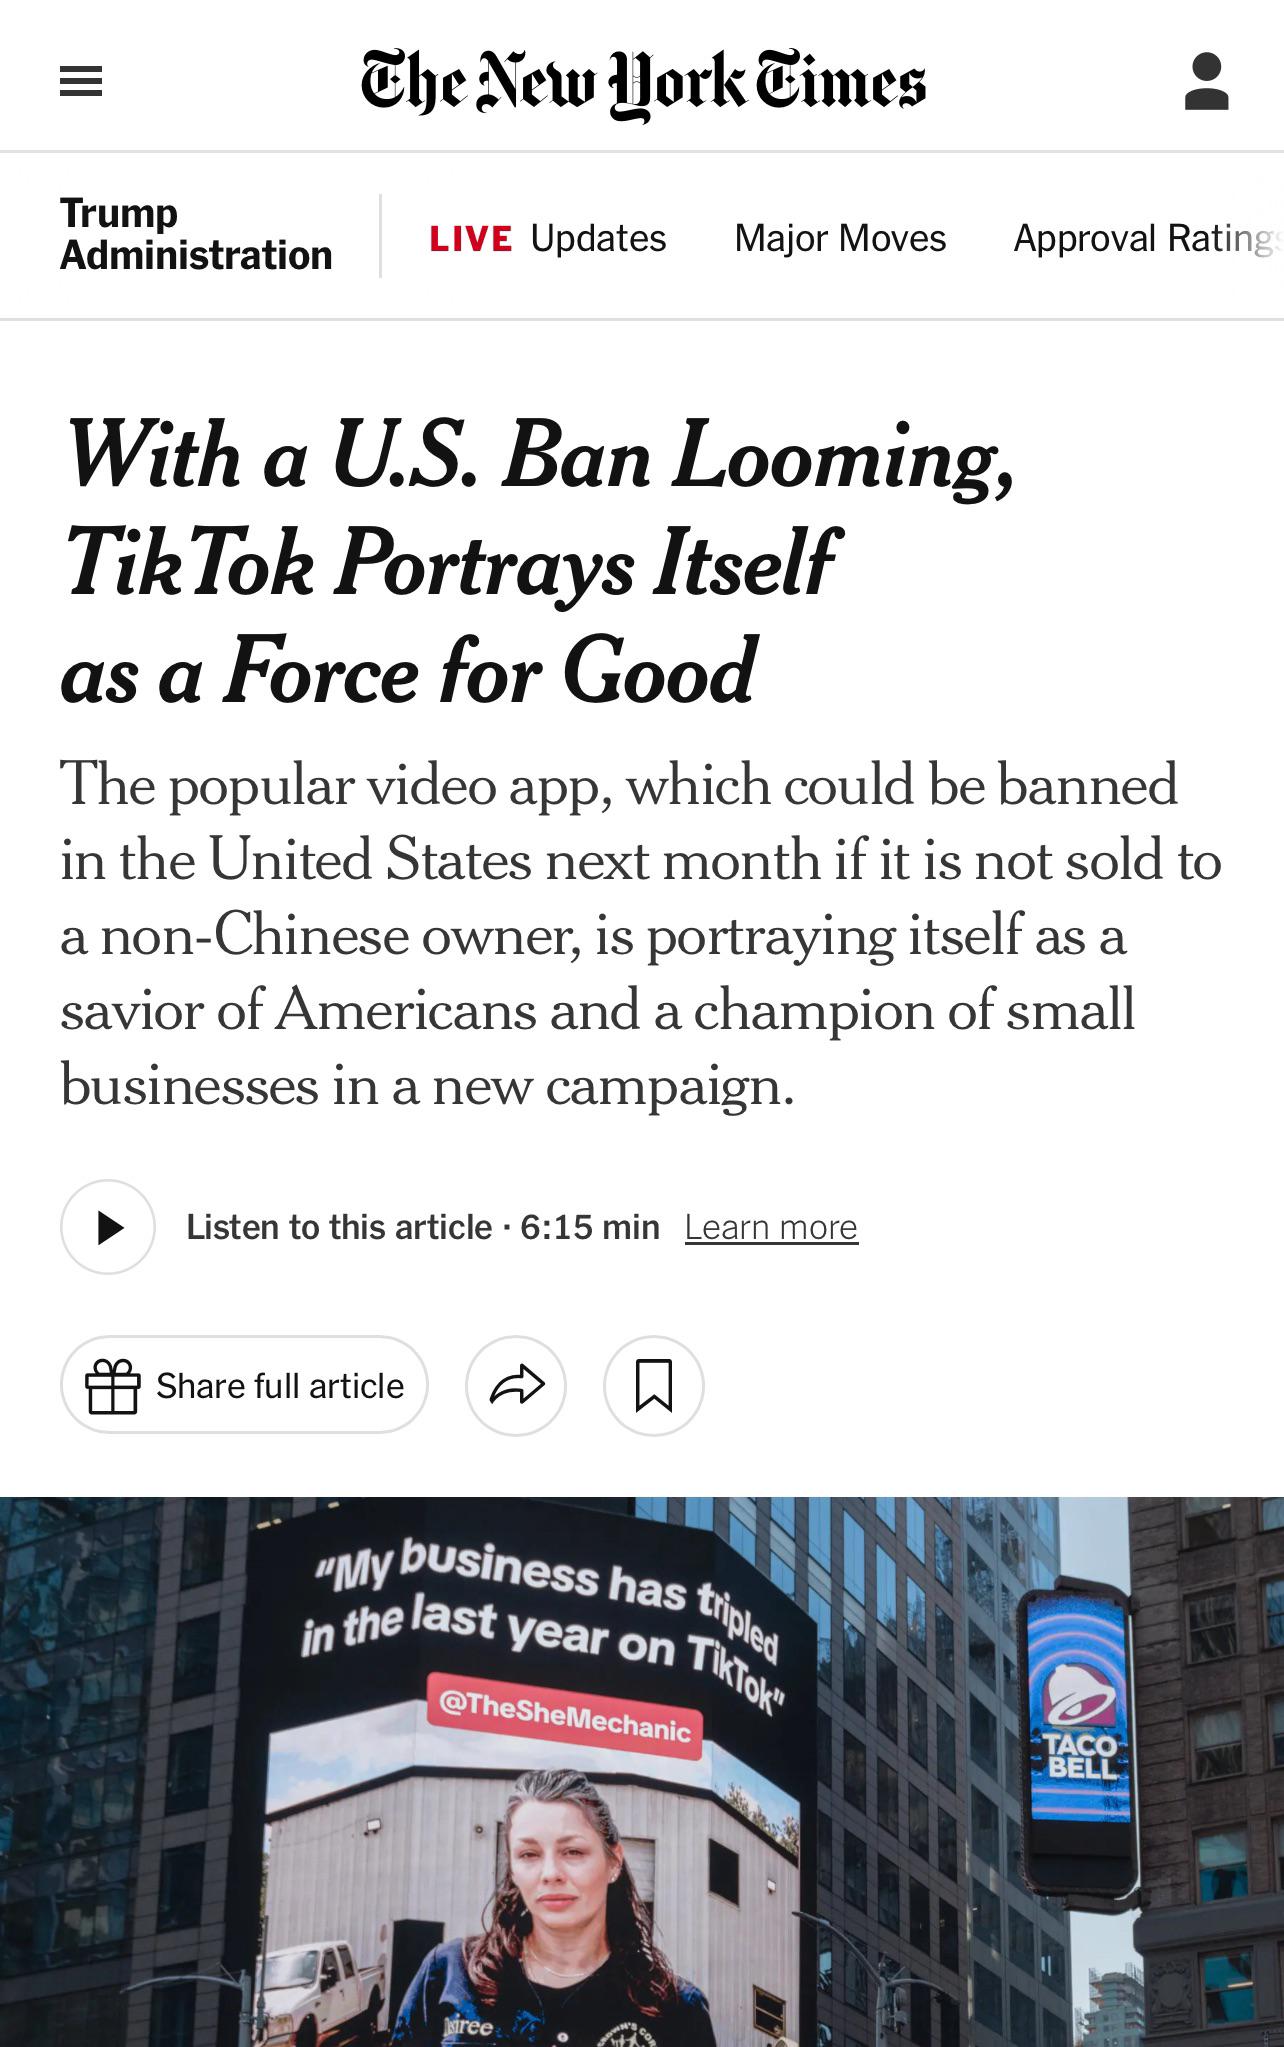 The New York Times
Trump
Administration
LIVE Updates Major Moves Approval Ratings
With a U.S. Ban Looming,
TikTok Portrays Itself
as a Force for Good
The popular video app, which could be banned
in the United States next month if it is not sold to
a non-Chinese owner, is portraying itself as a
savior of Americans and a champion of small
businesses in a new campaign.
Listen to this article · 6:15 min Learn more
Share full article
“My business has tripled
in the last year on TikTok”
@TheSheMechanic
TACO
BELL